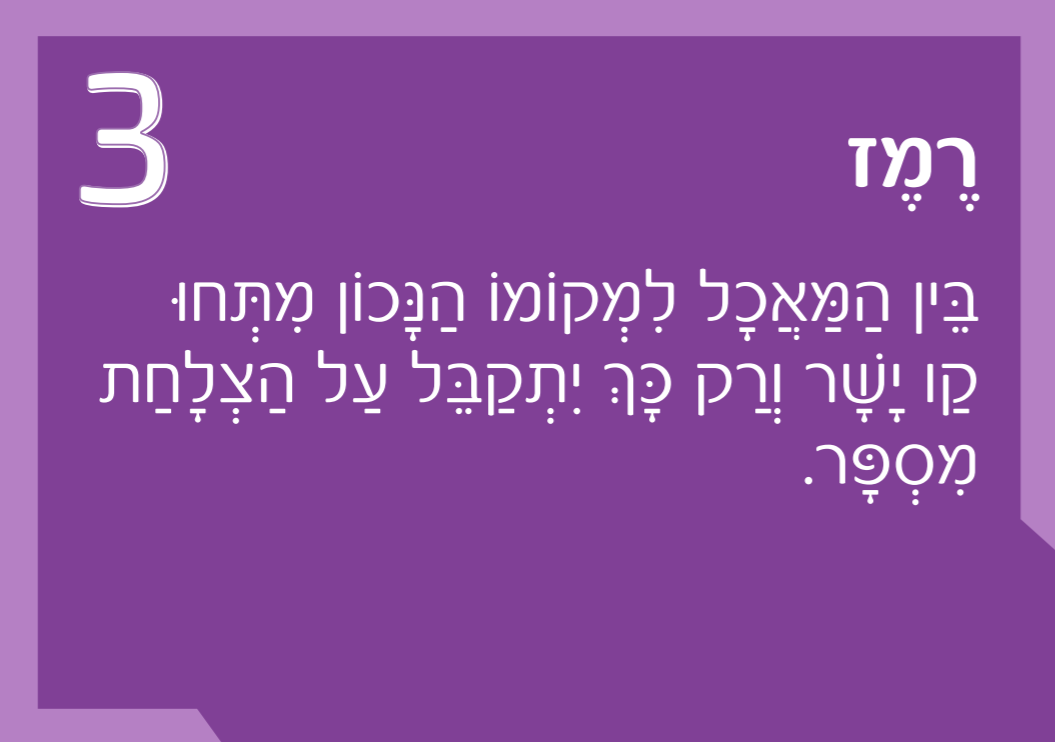 3
רֶמֶז
בֵּין הַמַּאֲכָל לִמְקוֹמוֹ הַנָּכוֹן מִתְּחוּ
קַו יָשָׁר וְרַק כָּךְ יִתְקַבֵּל עַל הַצְלָחַת
מִסְפָּר.